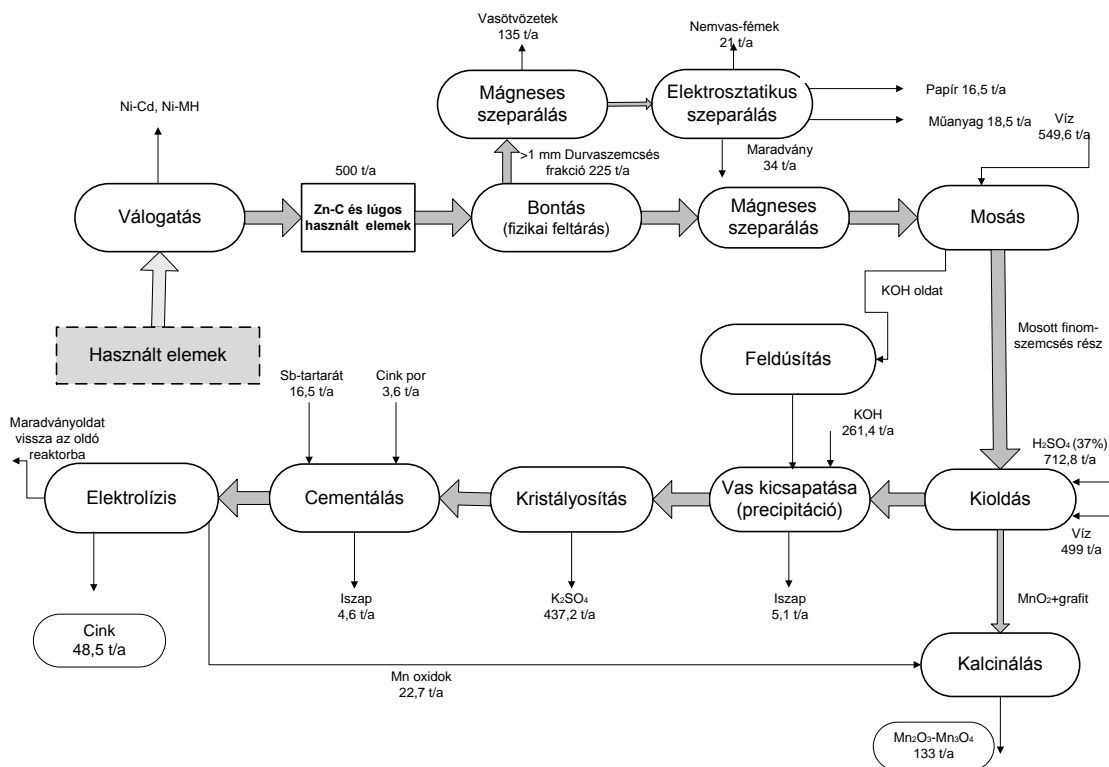 Vasötvözetek
135 t/a
Nemvas-fémek
21 t/a
Mágneses
szeparálás
Elektrosztatikus
szeparálás
Papír 16,5 t/a
Műanyag 18,5 t/a
Víz
549,6 t/a
Ni-Cd, Ni-MH
>1 mm Durvaszemcsés
frakció 225 t/a
Maradvány
34 t/a
500 t/a
Válogatás
Zn-C és lúgos
használt elemek
Bontás
(fizikai feltárás)
Mágneses
szeparálás
Mosás
KOH oldat
Mosott finom-
szemcsés rész
Használt elemek
Feldúsítás
Sb-tartarát
16,5 t/a
Cink por
3,6 t/a
KOH
261,4 t/a
Maradványoldat
vissza az oldó
reaktorba
H2SO4 (37%)
712,8 t/a
Elektrolízis
Cementálás
Kristályosítás
Vas kicsapatása
(precipitáció)
Kioldás
Víz
499 t/a
Iszap
4,6 t/a
K2SO4
437,2 t/a
Iszap
5,1 t/a
MnO2+grafit
Cink
48,5 t/a
Kalcinálás
Mn oxidok
22,7 t/a
Mn2O3-Mn3O4
133 t/a